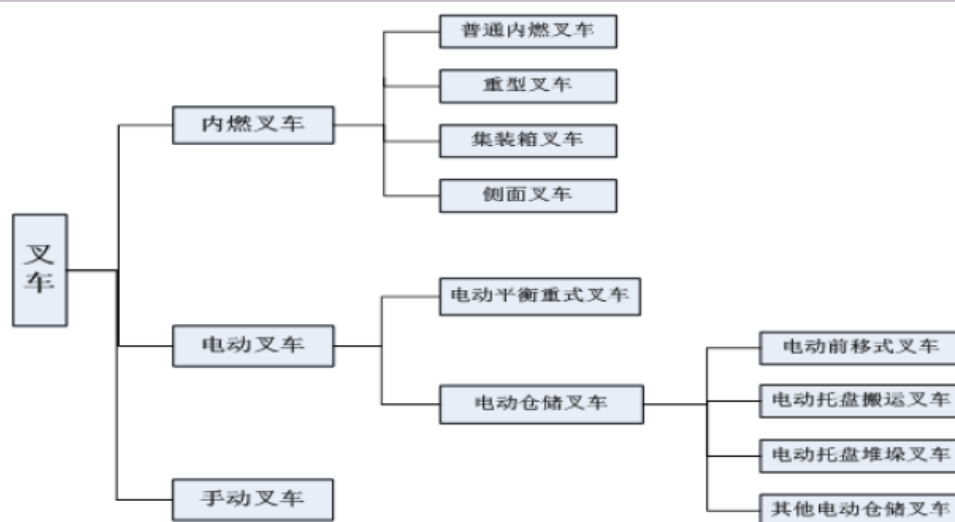 叉车
内燃叉车
普通内燃叉车
重型叉车
集装箱叉车
侧面叉车
电动叉车
电动平衡重式叉车
电动仓储叉车
电动前移式叉车
电动托盘搬运叉车
电动托盘堆垛叉车
其他电动仓储叉车
手动叉车